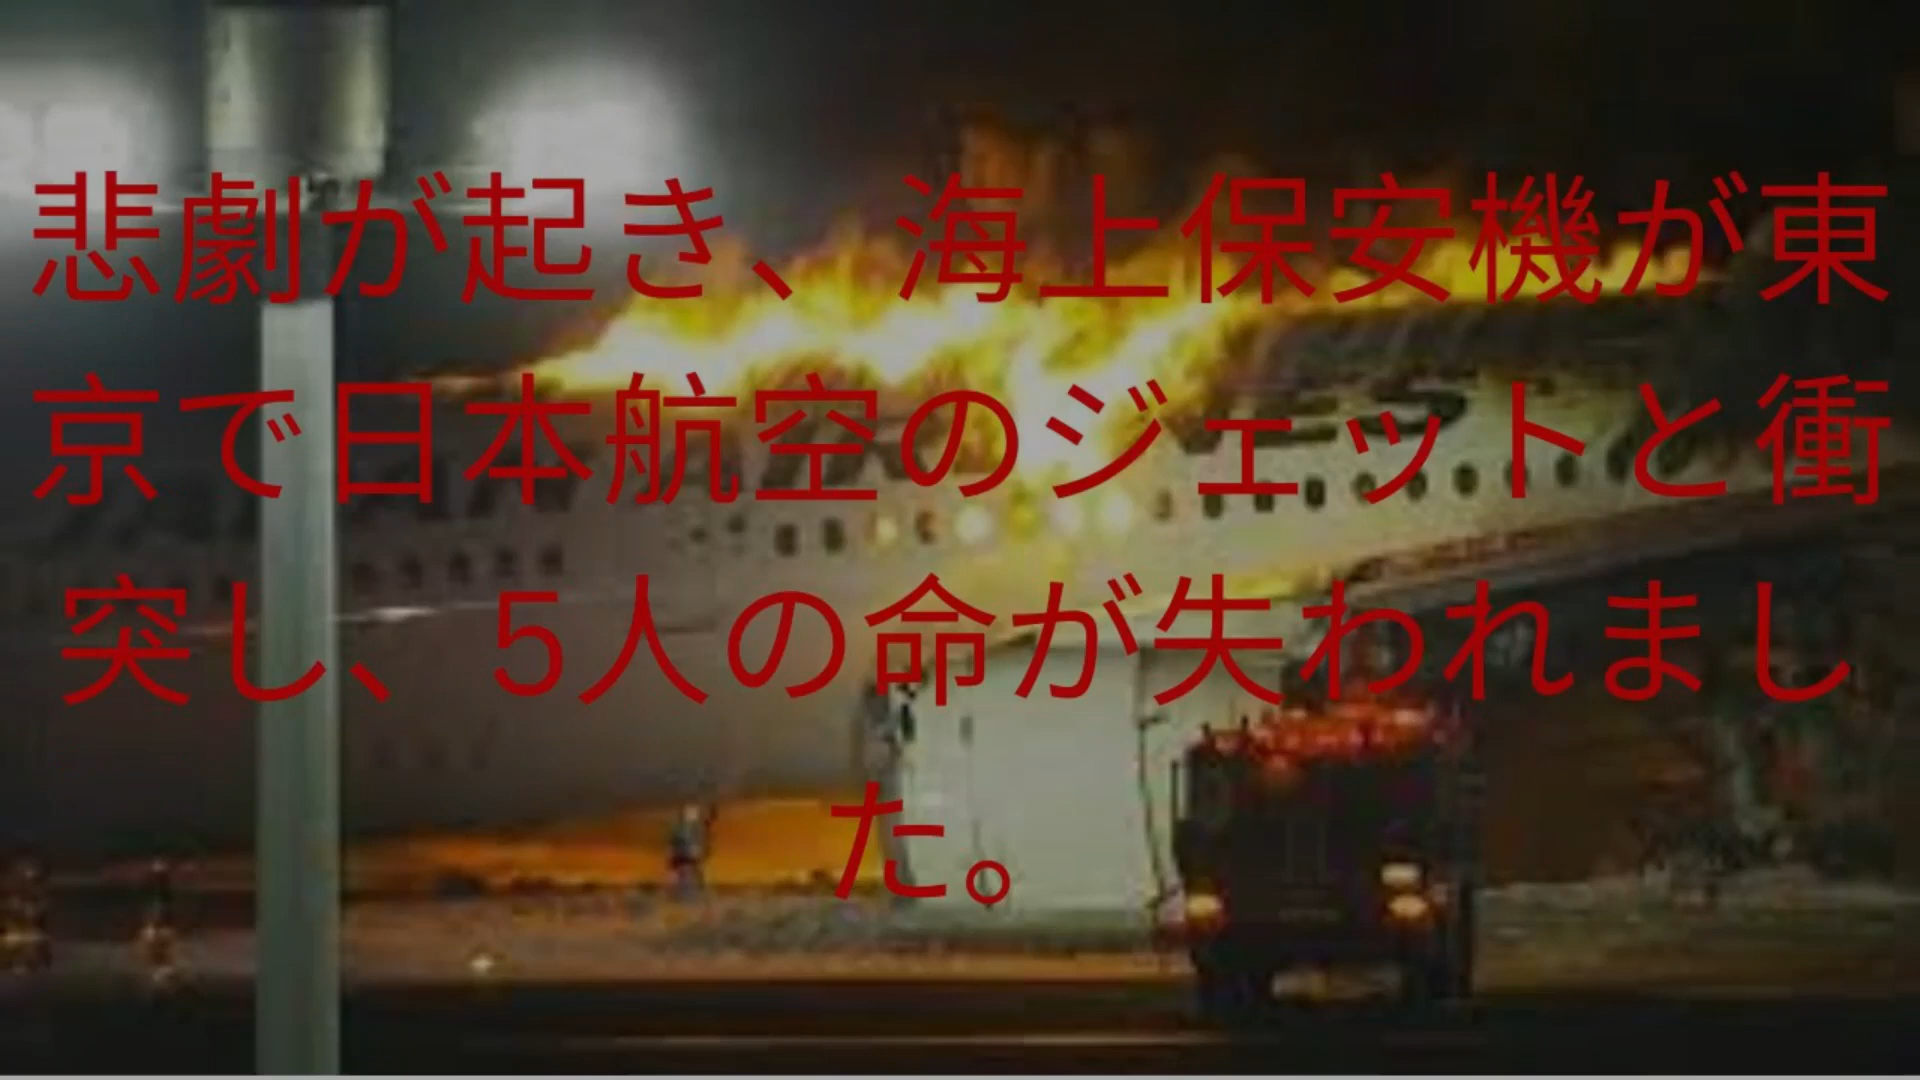 悲劇が起き、海上保安機が東
京で日本航空のジェットと衝
突し、5人の命が失われまし
た。